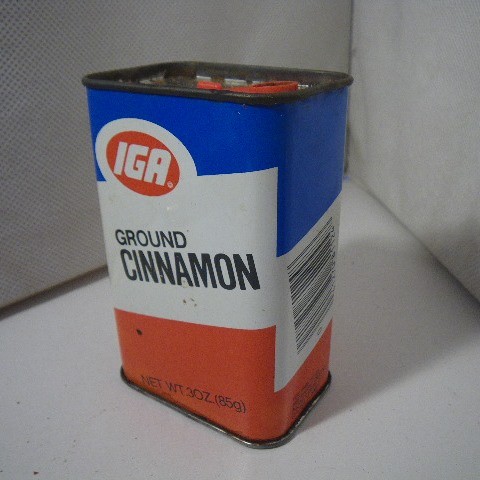 IGA®
GROUND
CINNAMON
NET WT. 3OZ. (85g)